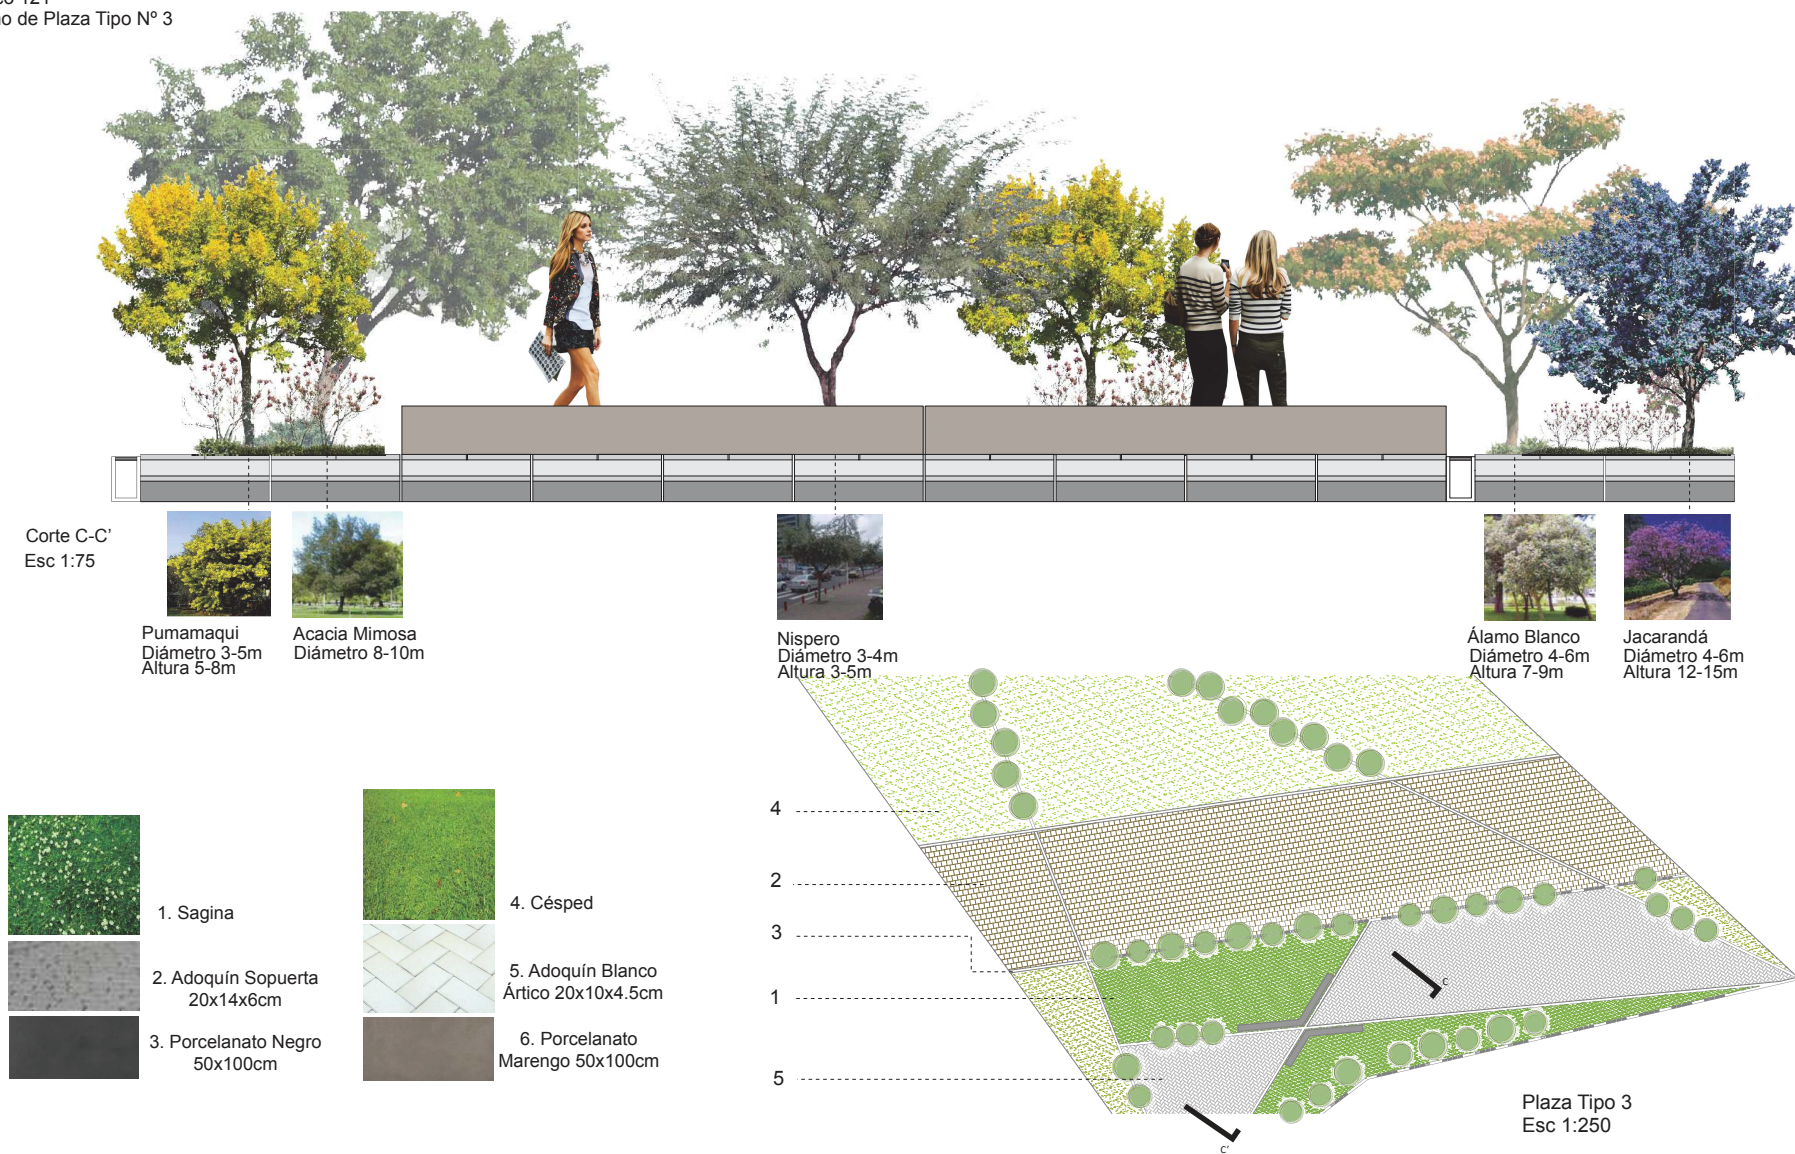 121
de Plaza Tipo Nº 3
Corte C-C'
Esc 1:75
Pumamaqui
Diámetro 3-5m
Altura 5-8m
Acacia Mimosa
Diámetro 8-10m
Nispero
Diámetro 3-4m
Altura 3-5m
Álamo Blanco
Diámetro 4-6m
Altura 7-9m
Jacarandá
Diámetro 4-6m
Altura 12-15m
1. Sagina
2. Adoquín Sopuerta
20x14x6cm
3. Porcelanato Negro
50x100cm
4. Césped
5. Adoquín Blanco
Ártico 20x10x4.5cm
6. Porcelanato
Marengo 50x100cm
4
2
3
1
5
C
C'
Plaza Tipo 3
Esc 1:250